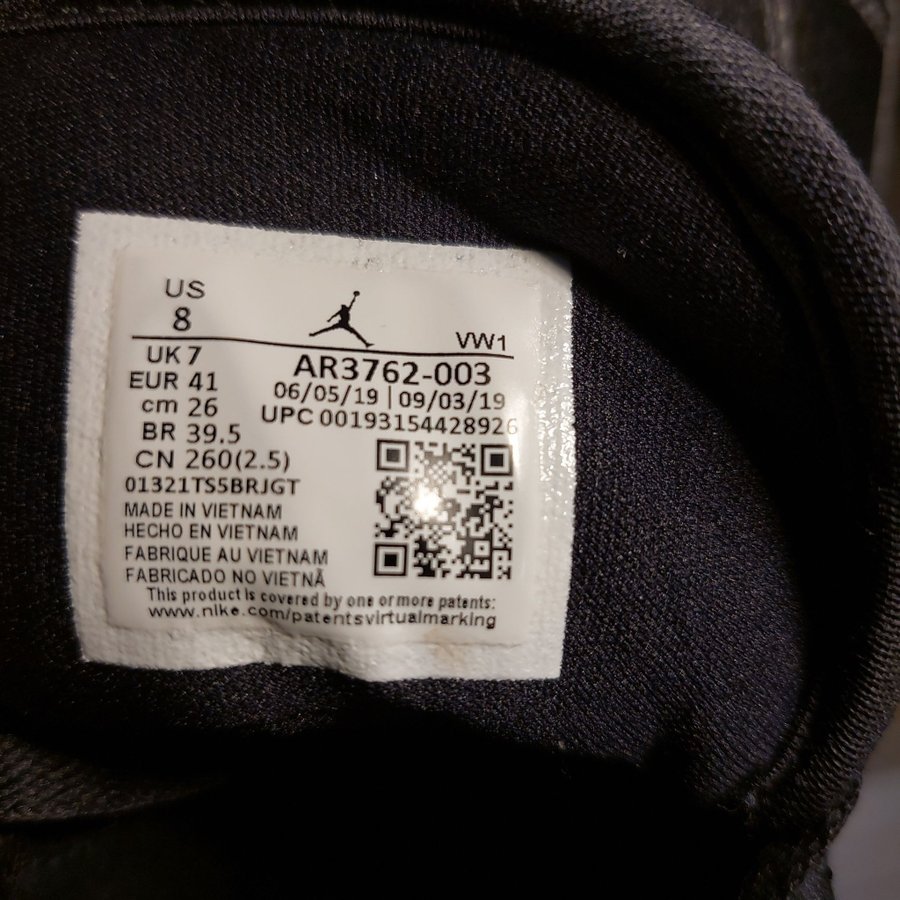 US
8
VW1
UK 7
AR3762-003
EUR 41
06/05/19 | 09/03/19
cm 26
UPC 00193154428926
BR 39.5
CN 260(2.5)
01321TS5BRJGT
MADE IN VIETNAM
HECHO EN VIETNAM
FABRIQUE AU VIETNAM
FABRICADO NO VIETNÃ
This product is covered by one or more patents:
www.nike.com/patentsvirtualmarking